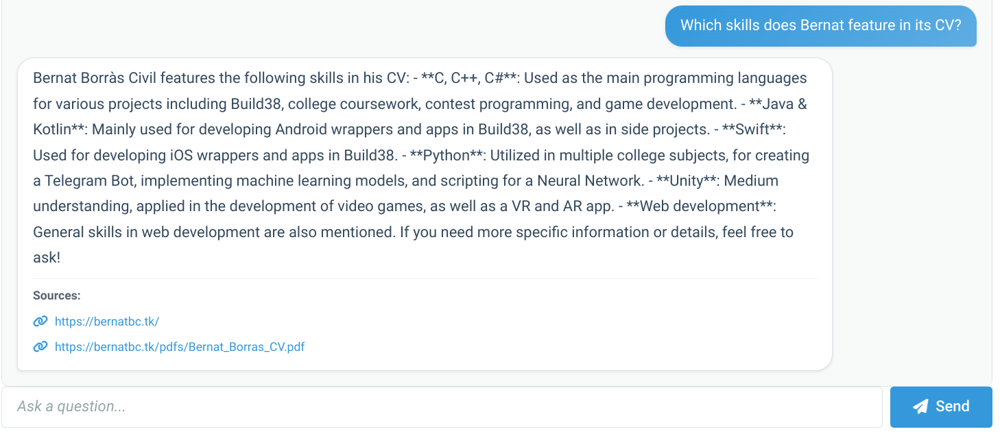 Which skills does Bernat feature in its CV?
Bernat Borràs Civil features the following skills in his CV: - **C, C++, C#**: Used as the main programming languages
for various projects including Build38, college coursework, contest programming, and game development. - **Java &
Kotlin**: Mainly used for developing Android wrappers and apps in Build38, as well as in side projects. - **Swift**:
Used for developing iOS wrappers and apps in Build38. - **Python**: Utilized in multiple college subjects, for creating
a Telegram Bot, implementing machine learning models, and scripting for a Neural Network. - **Unity**: Medium
understanding, applied in the development of video games, as well as a VR and AR app. - **Web development**:
General skills in web development are also mentioned. If you need more specific information or details, feel free to
ask!
Sources:
https://bernatbc.tk/
https://bernatbc.tk/pdfs/Bernat_Borras_CV.pdf
Ask a question...
Send